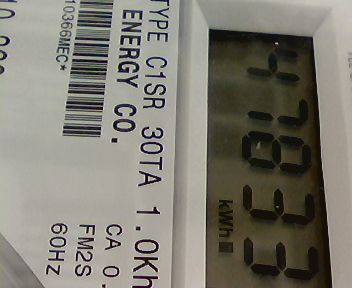 TYPE C1SR 30TA 1.0Kh
ENERGY CO.
10366MEC*
CA 0.
FM2S
60HZ
47833
kWh